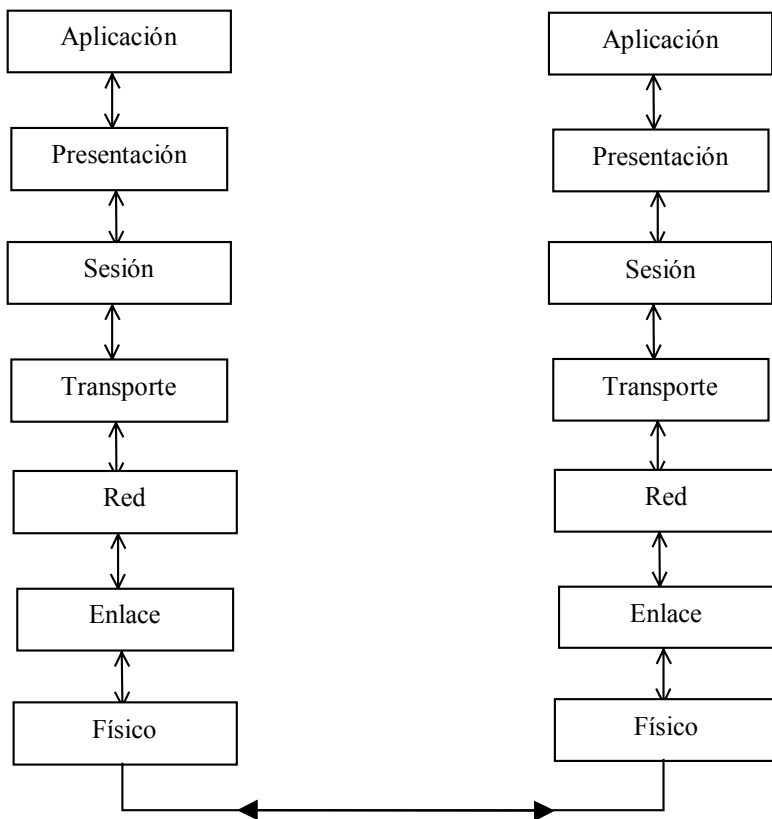 Aplicación
Aplicación
Presentación
Presentación
Sesión
Sesión
Transporte
Transporte
Red
Red
Enlace
Enlace
Físico
Físico